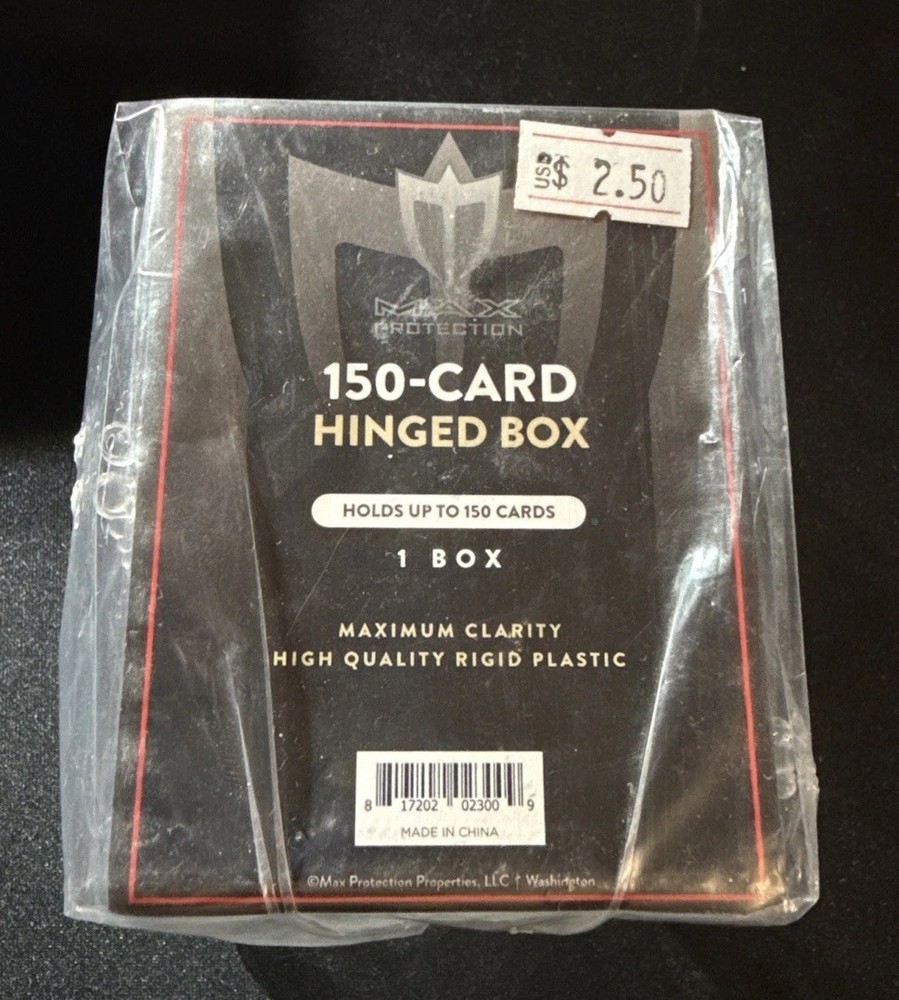 USD $ 2.50
MAX
PROTECTION
150-CARD
HINGED BOX
HOLDS UP TO 150 CARDS
1 BOX
MAXIMUM CLARITY
HIGH QUALITY RIGID PLASTIC
8 17202 02300 9
MADE IN CHINA
©Max Protection Properties, LLC | Washington